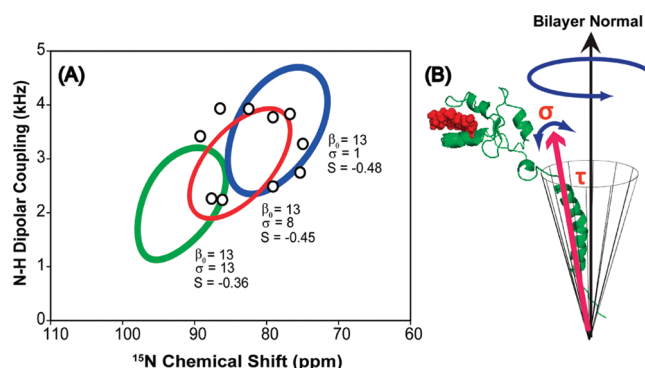 (A)
N-H Dipolar Coupling (kHz)
5
4
3
2
1
0
110
100
90
80
70
60
¹⁵N Chemical Shift (ppm)
β₀ = 13
σ = 1
S = -0.48
β₀ = 13
σ = 8
S = -0.45
β₀ = 13
σ = 13
S = -0.36
Bilayer Normal
(B)
σ
τ